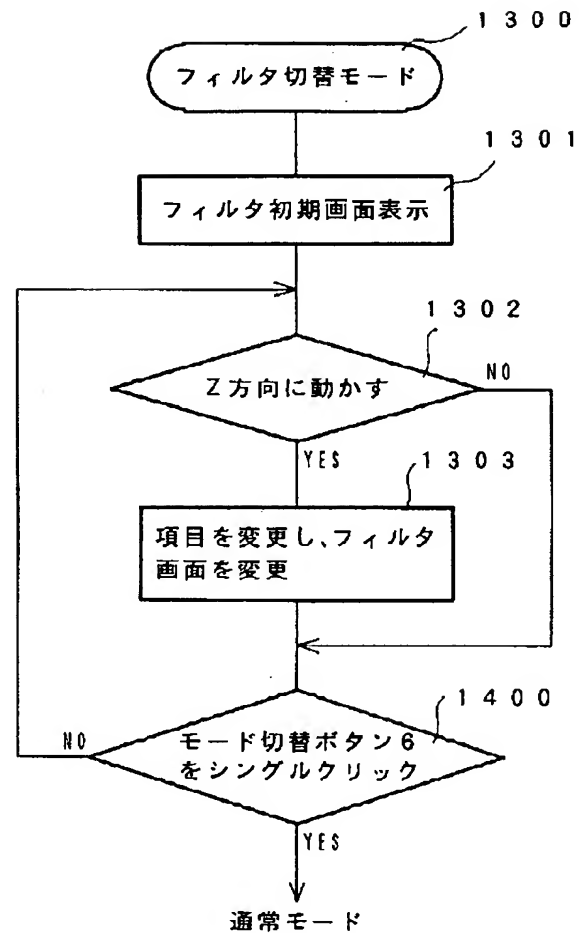 1300
フィルタ切替モード
1301
フィルタ初期画面表示
1302
Z方向に動かす
NO
YES
1303
項目を変更し、フィルタ
画面を変更
1400
NO
モード切替ボタン6
をシングルクリック
YES
通常モード